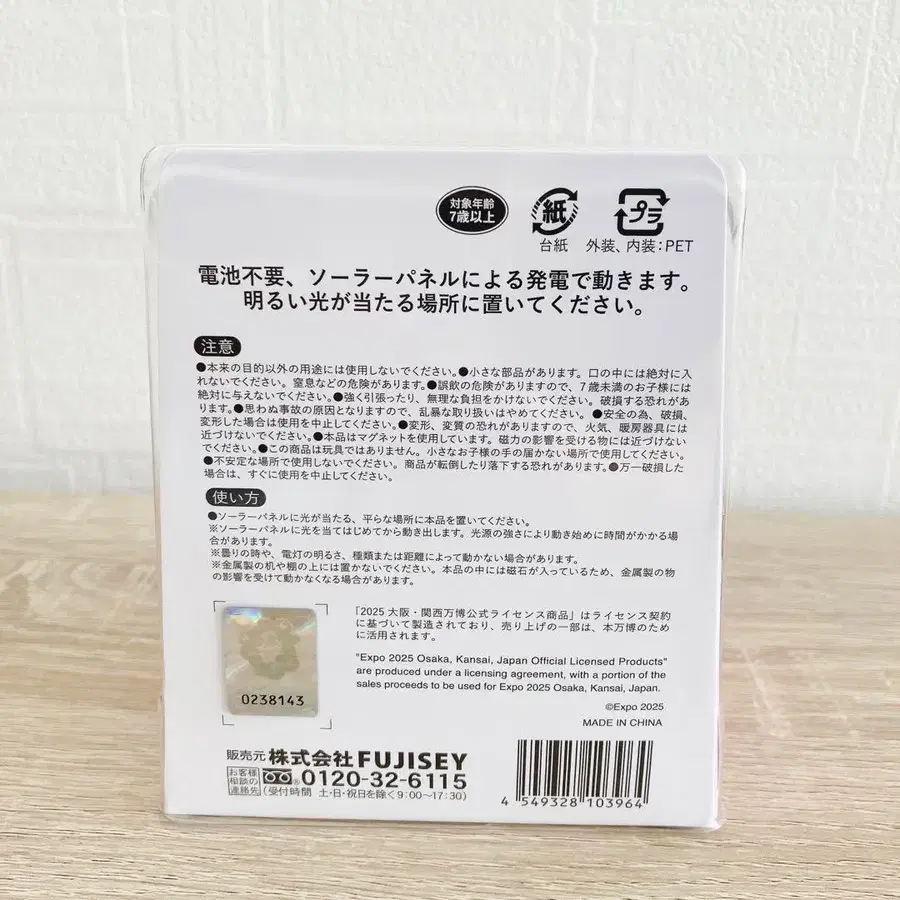 対象年齢
7歳以上
紙
プラ
台紙 外装、内装：PET
電池不要、ソーラーパネルによる発電で動きます。
明るい光が当たる場所に置いてください。
注意
●本来の目的以外の用途には使用しないでください。●小さな部品があります。口の中には絶対に入
れないでください。窒息などの危険があります。●誤飲の危険がありますので、7歳未満のお子様には
絶対に与えないでください。●強く引張ったり、無理な負担をかけないでください。破損する恐れがあ
ります。●思わぬ事故の原因となりますので、乱暴な取り扱いはやめてください。●安全の為、破損、
変形した場合は使用を中止してください。●変形、変質の恐れがありますので、火気、暖房器具には
近づけないでください。●本品はマグネットを使用しています。磁力の影響を受ける物には近づけない
でください。●この商品は玩具ではありません。小さなお子様の手の届かない場所で使用してください。
●不安定な場所で使用しないでください。商品が転倒したり落下する恐れがあります。●万一破損した
場合は、すぐに使用を中止してください。
使い方
●ソーラーパネルに光が当たる、平らな場所に本品を置いてください。
※ソーラーパネルに光を当てはじめてから動き出します。光源の強さにより動き始めに時間がかかる場
合があります。
※曇りの時や、電灯の明るさ、種類または距離によって動かない場合があります。
※金属製の机や棚の上には置かないでください。本品の中には磁石が入っているため、金属製の物
の影響を受けて動かなくなる場合があります。
「2025 大阪・関西万博公式ライセンス商品」はライセンス契約
に基づいて製造されており、売り上げの一部は、本万博のため
に活用されます。
"Expo 2025 Osaka, Kansai, Japan Official Licensed Products"
are produced under a licensing agreement, with a portion of the
sales proceeds to be used for Expo 2025 Osaka, Kansai, Japan.
©Expo 2025
MADE IN CHINA
0238143
販売元 株式会社 FUJISEY
お客様
相談の
連絡先
® 0120-32-6115
(受付時間 土・日・祝日を除く 9:00〜17:30)
4 549328 103964